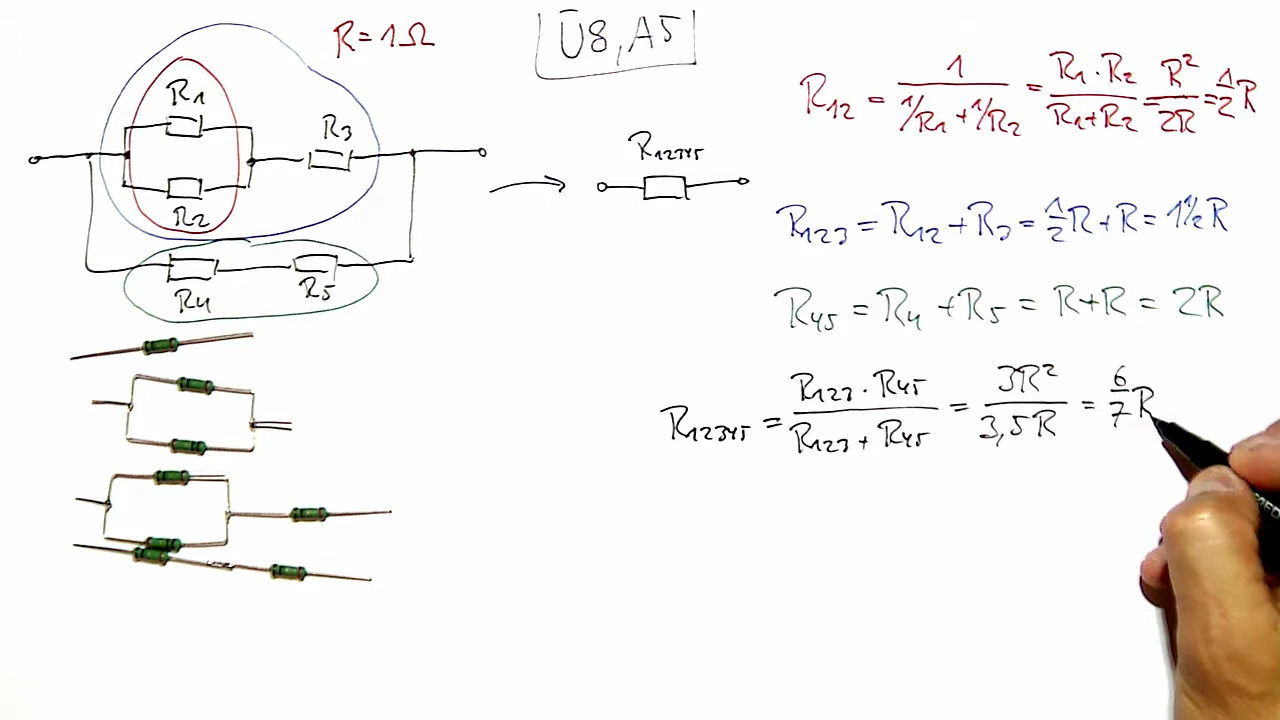 R = 1Ω
Ü8, A5
R1
R2
R3
R4
R5
R12345
R12 = 1 / (1/R1 + 1/R2) = R1 · R2 / (R1 + R2) = R² / 2R = 1/2 R
R123 = R12 + R3 = 1/2 R + R = 1 1/2 R
R45 = R4 + R5 = R + R = 2R
R12345 = R123 · R45 / (R123 + R45) = 3R² / 3,5R = 6/7 R